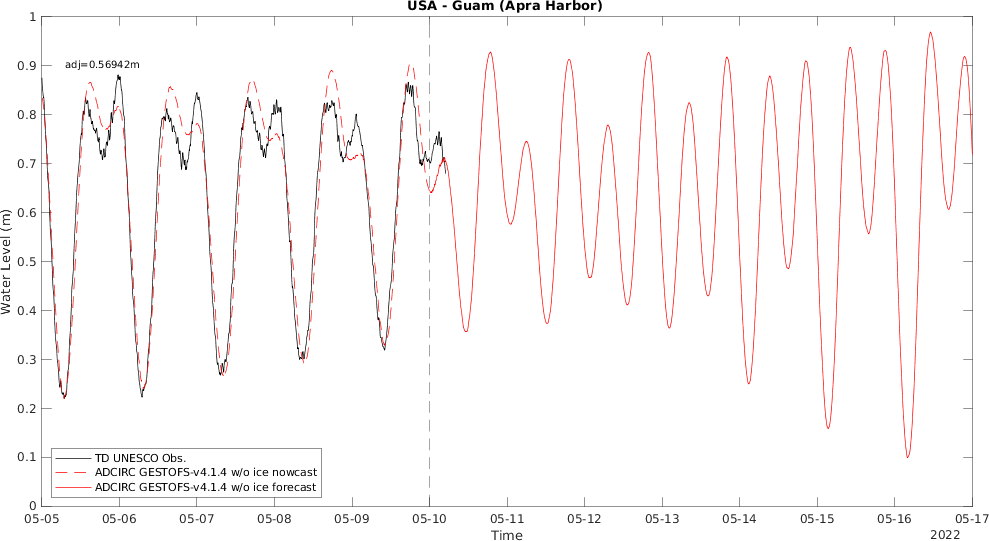 USA - Guam (Apra Harbor)
adj=0.56942m
Water Level (m)
1
0.9
0.8
0.7
0.6
0.5
0.4
0.3
0.2
0.1
0
TD UNESCO Obs.
ADCIRC GESTOFS-v4.1.4 w/o ice nowcast
ADCIRC GESTOFS-v4.1.4 w/o ice forecast
05-05 05-06 05-07 05-08 05-09 05-10 05-11 05-12 05-13 05-14 05-15 05-16 05-17
Time
2022